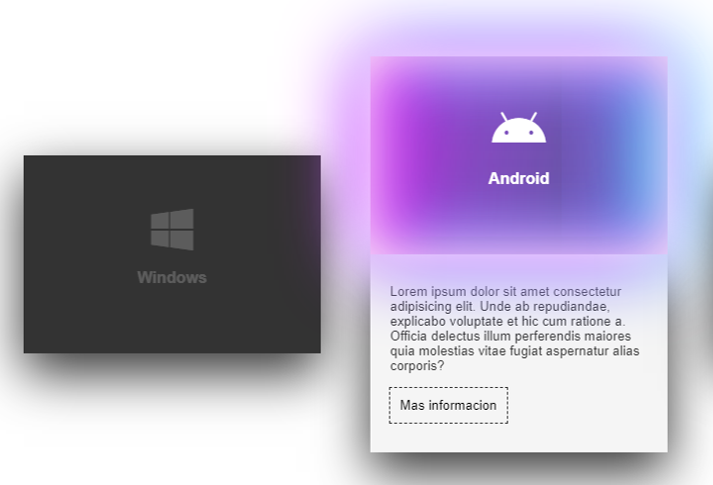 Windows
Android
Lorem ipsum dolor sit amet consectetur
adipisicing elit. Unde ab repudiandae,
explicabo voluptate et hic cum ratione a.
Officia delectus illum perferendis maiores
quia molestias vitae fugiat aspernatur alias
corporis?
Mas informacion